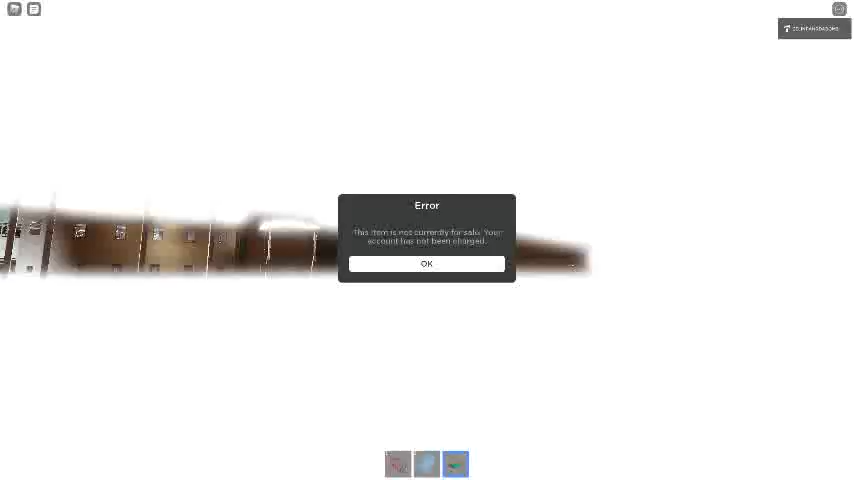 Error
This item is not currently for sale. Your
account has not been charged.
OK